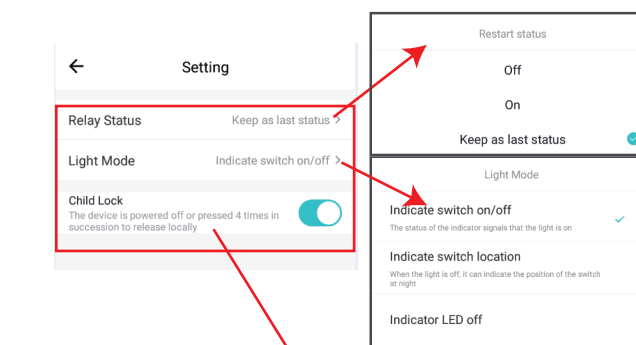 Setting
Relay Status
Keep as last status
Light Mode
Indicate switch on/off
Child Lock
The device is powered off or pressed 4 times in
succession to release locally
Restart status
Off
On
Keep as last status
Light Mode
Indicate switch on/off
The status of the indicator signals that the light is on
Indicate switch location
When the light is off, it can indicate the position of the switch
at night
Indicator LED off